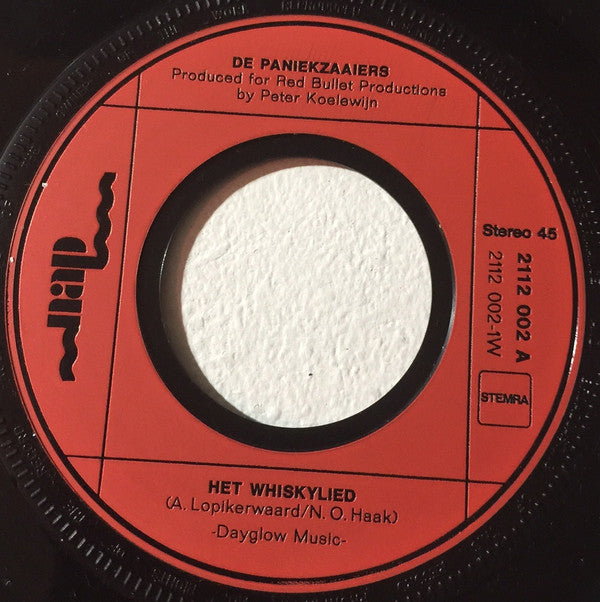 DE PANIEKZAAIERS
Produced for Red Bullet Productions
by Peter Koelewijn
Stereo 45
2112 002 A
2112 002-1W
STEMRA
HET WHISKYLIED
(A. Lopikerwaard/N. O. Haak)
-Dayglow Music-